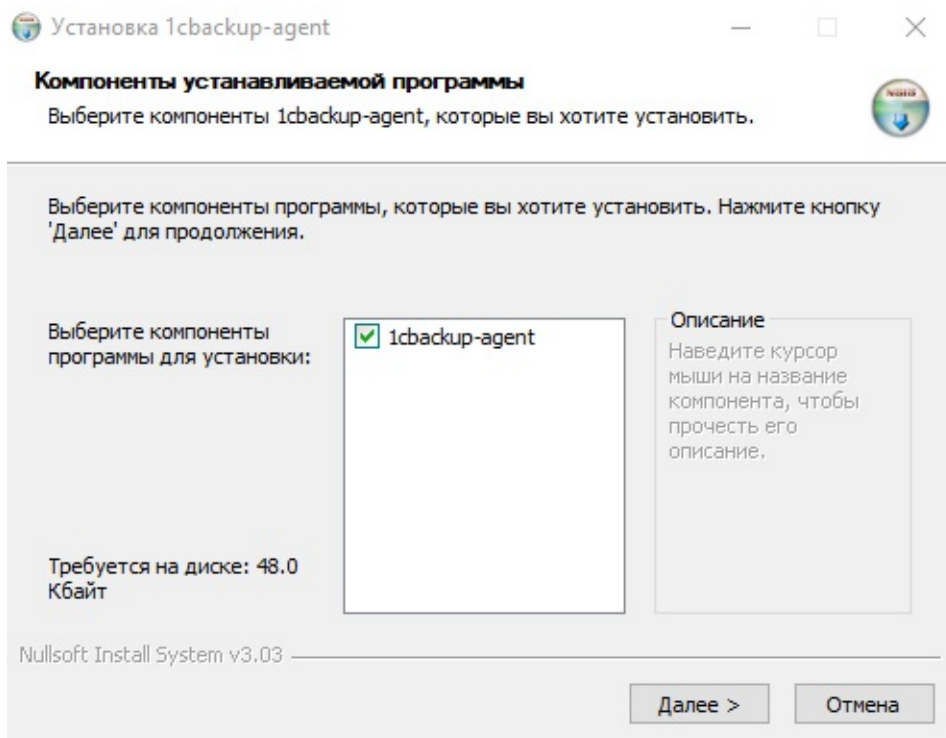 Установка 1cbackup-agent
Компоненты устанавливаемой программы
Выберите компоненты 1cbackup-agent, которые вы хотите установить.
Выберите компоненты программы, которые вы хотите установить. Нажмите кнопку
'Далее' для продолжения.
Выберите компоненты
программы для установки:
1cbackup-agent
Описание
Наведите курсор
мыши на название
компонента, чтобы
прочесть его
описание.
Требуется на диске: 48.0
Кбайт
Nullsoft Install System v3.03
Далее >
Отмена